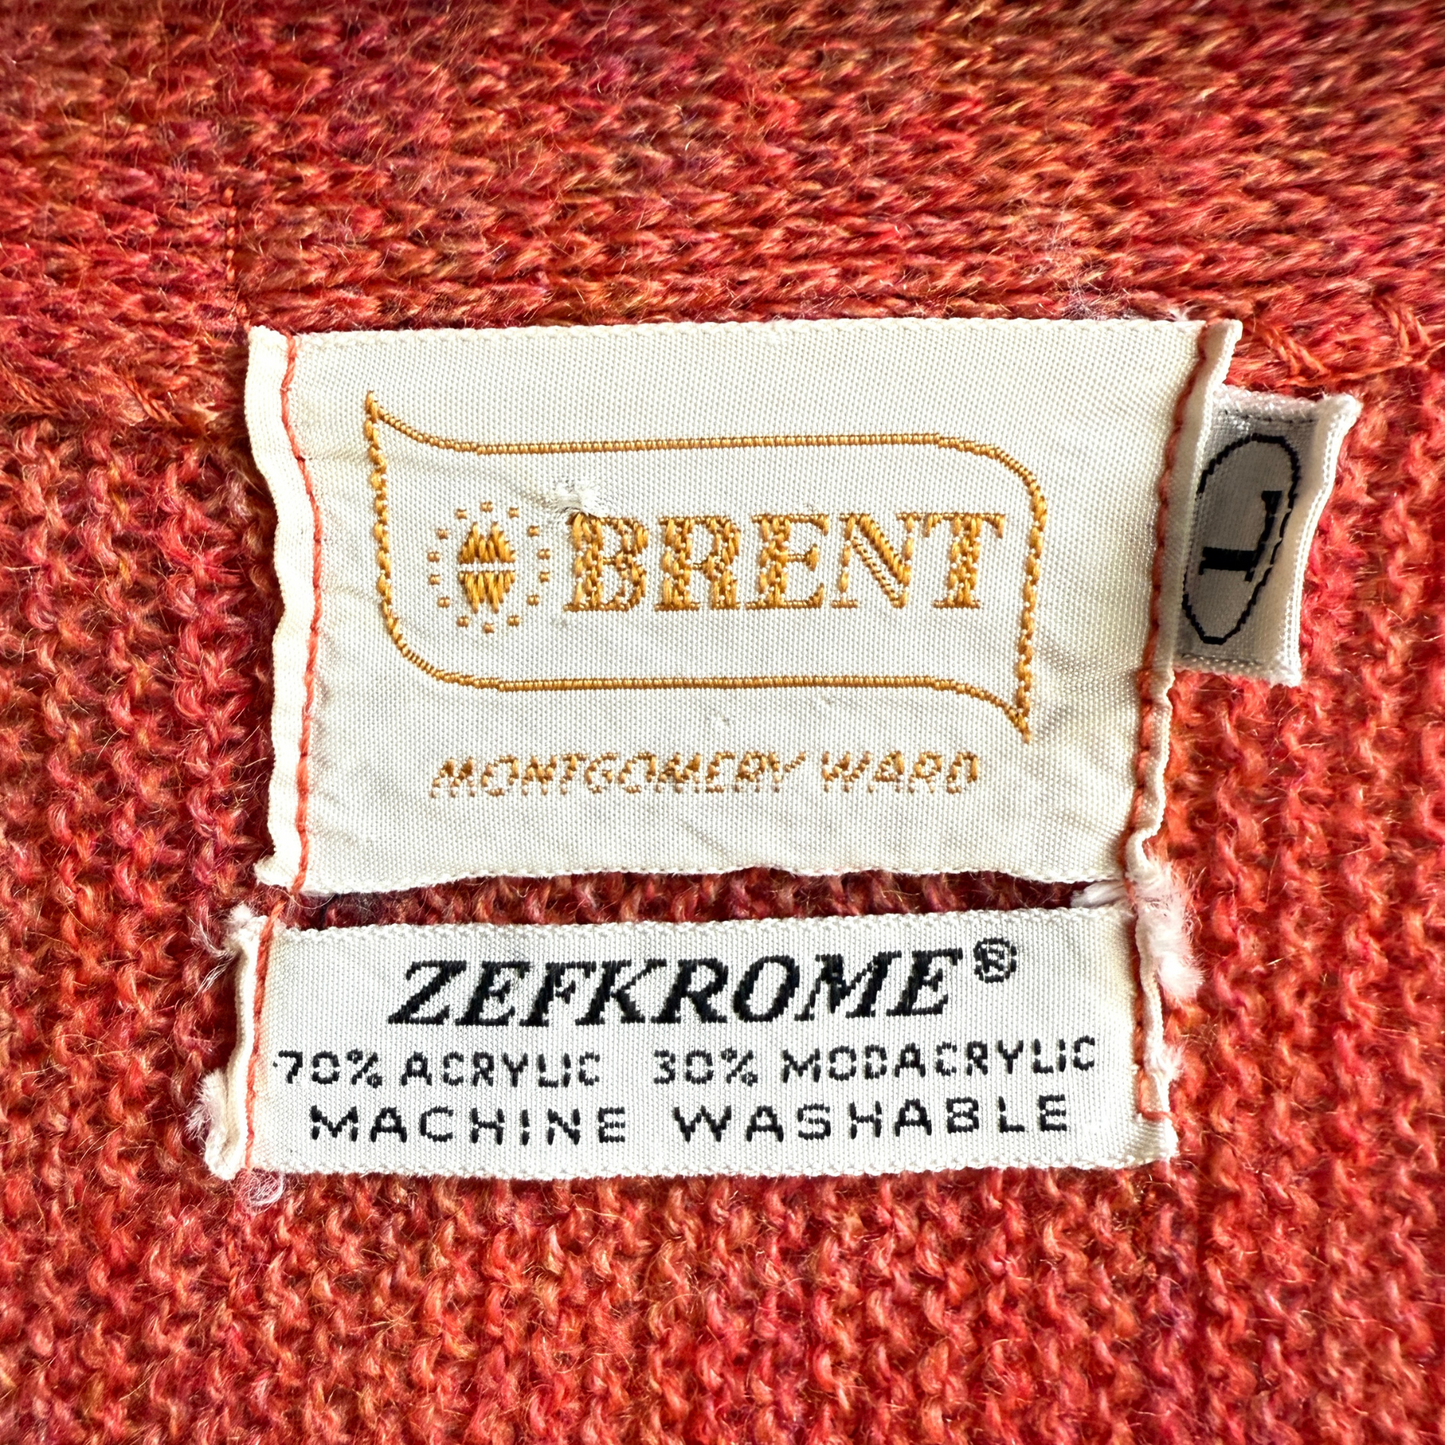 BRENT
MONTGOMERY WARD
L
ZEFKROME®
70% ACRYLIC 30% MODACRYLIC
MACHINE WASHABLE